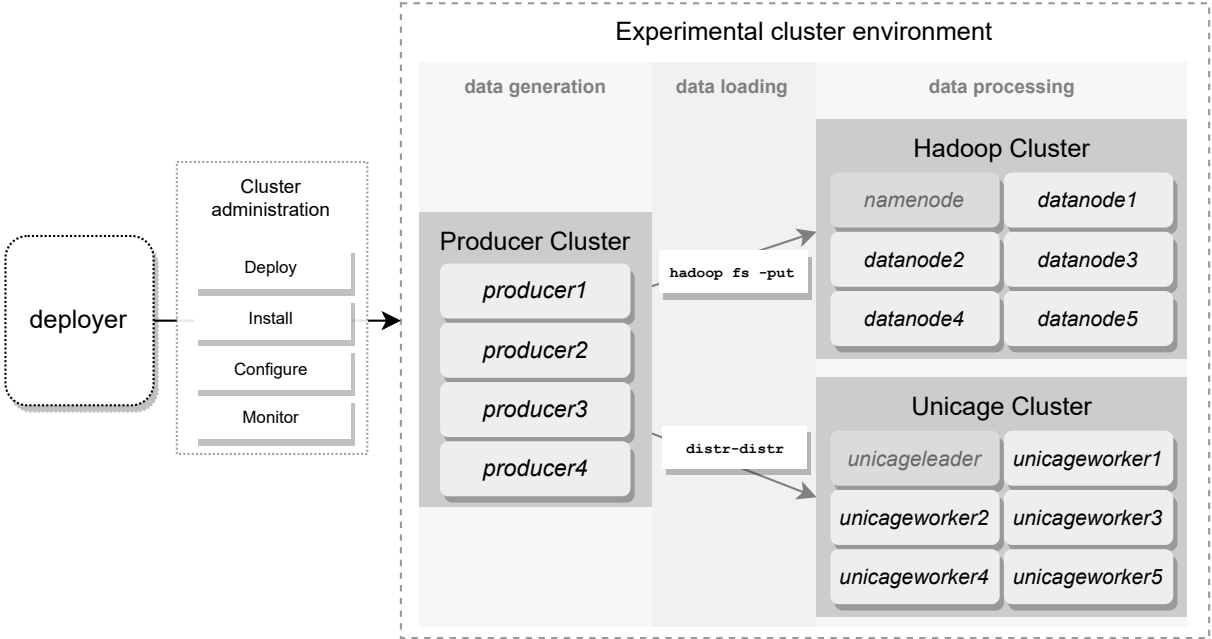 Experimental cluster environment
data generation
data loading
data processing
deployer
Cluster
administration
Deploy
Install
Configure
Monitor
Producer Cluster
producer1
producer2
producer3
producer4
hadoop fs -put
distr-distr
Hadoop Cluster
namenode
datanode1
datanode2
datanode3
datanode4
datanode5
Unicage Cluster
unicageleader
unicageworker1
unicageworker2
unicageworker3
unicageworker4
unicageworker5